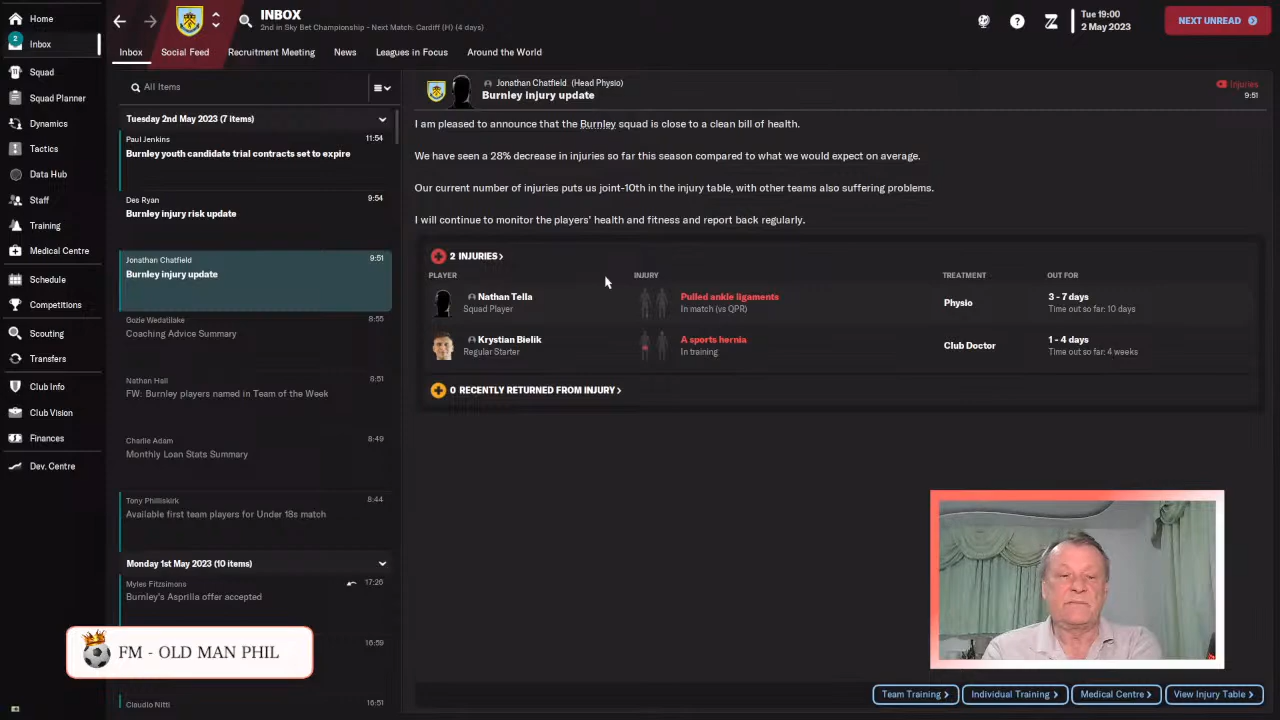 Home
2
Inbox
Squad
Squad Planner
Dynamics
Tactics
Data Hub
Staff
Training
Medical Centre
Schedule
Competitions
Scouting
Transfers
Club Info
Club Vision
Finances
Dev. Centre
INBOX
2nd in Sky Bet Championship - Next Match: Cardiff (H) (4 days)
Tue 19:00
2 May 2023
NEXT UNREAD
Inbox
Social Feed
Recruitment Meeting
News
Leagues in Focus
Around the World
All Items
Tuesday 2nd May 2023 (7 items)
Paul Jenkins 11:54
Burnley youth candidate trial contracts set to expire
Des Ryan 9:54
Burnley injury risk update
Jonathan Chatfield 9:51
Burnley injury update
Gozie Wedatilake 8:55
Coaching Advice Summary
Nathan Hall 8:51
FW: Burnley players named in Team of the Week
Charlie Adam 8:49
Monthly Loan Stats Summary
Tony Philliskirk 8:44
Available first team players for Under 18s match
Monday 1st May 2023 (10 items)
Myles Fitzsimons 17:26
Burnley's Asprilla offer accepted
16:59
Claudio Nitti 16:51
FM - OLD MAN PHIL
Jonathan Chatfield (Head Physio)
Burnley injury update
Injuries
9:51
I am pleased to announce that the Burnley squad is close to a clean bill of health.
We have seen a 28% decrease in injuries so far this season compared to what we would expect on average.
Our current number of injuries puts us joint-10th in the injury table, with other teams also suffering problems.
I will continue to monitor the players' health and fitness and report back regularly.
2 INJURIES >
PLAYER INJURY TREATMENT OUT FOR
Nathan Tella Pulled ankle ligaments Physio 3 - 7 days
Squad Player In match (vs QPR) Time out so far: 10 days
Krystian Bielik A sports hernia Club Doctor 1 - 4 days
Regular Starter In training Time out so far: 4 weeks
0 RECENTLY RETURNED FROM INJURY >
Team Training >
Individual Training >
Medical Centre >
View Injury Table >